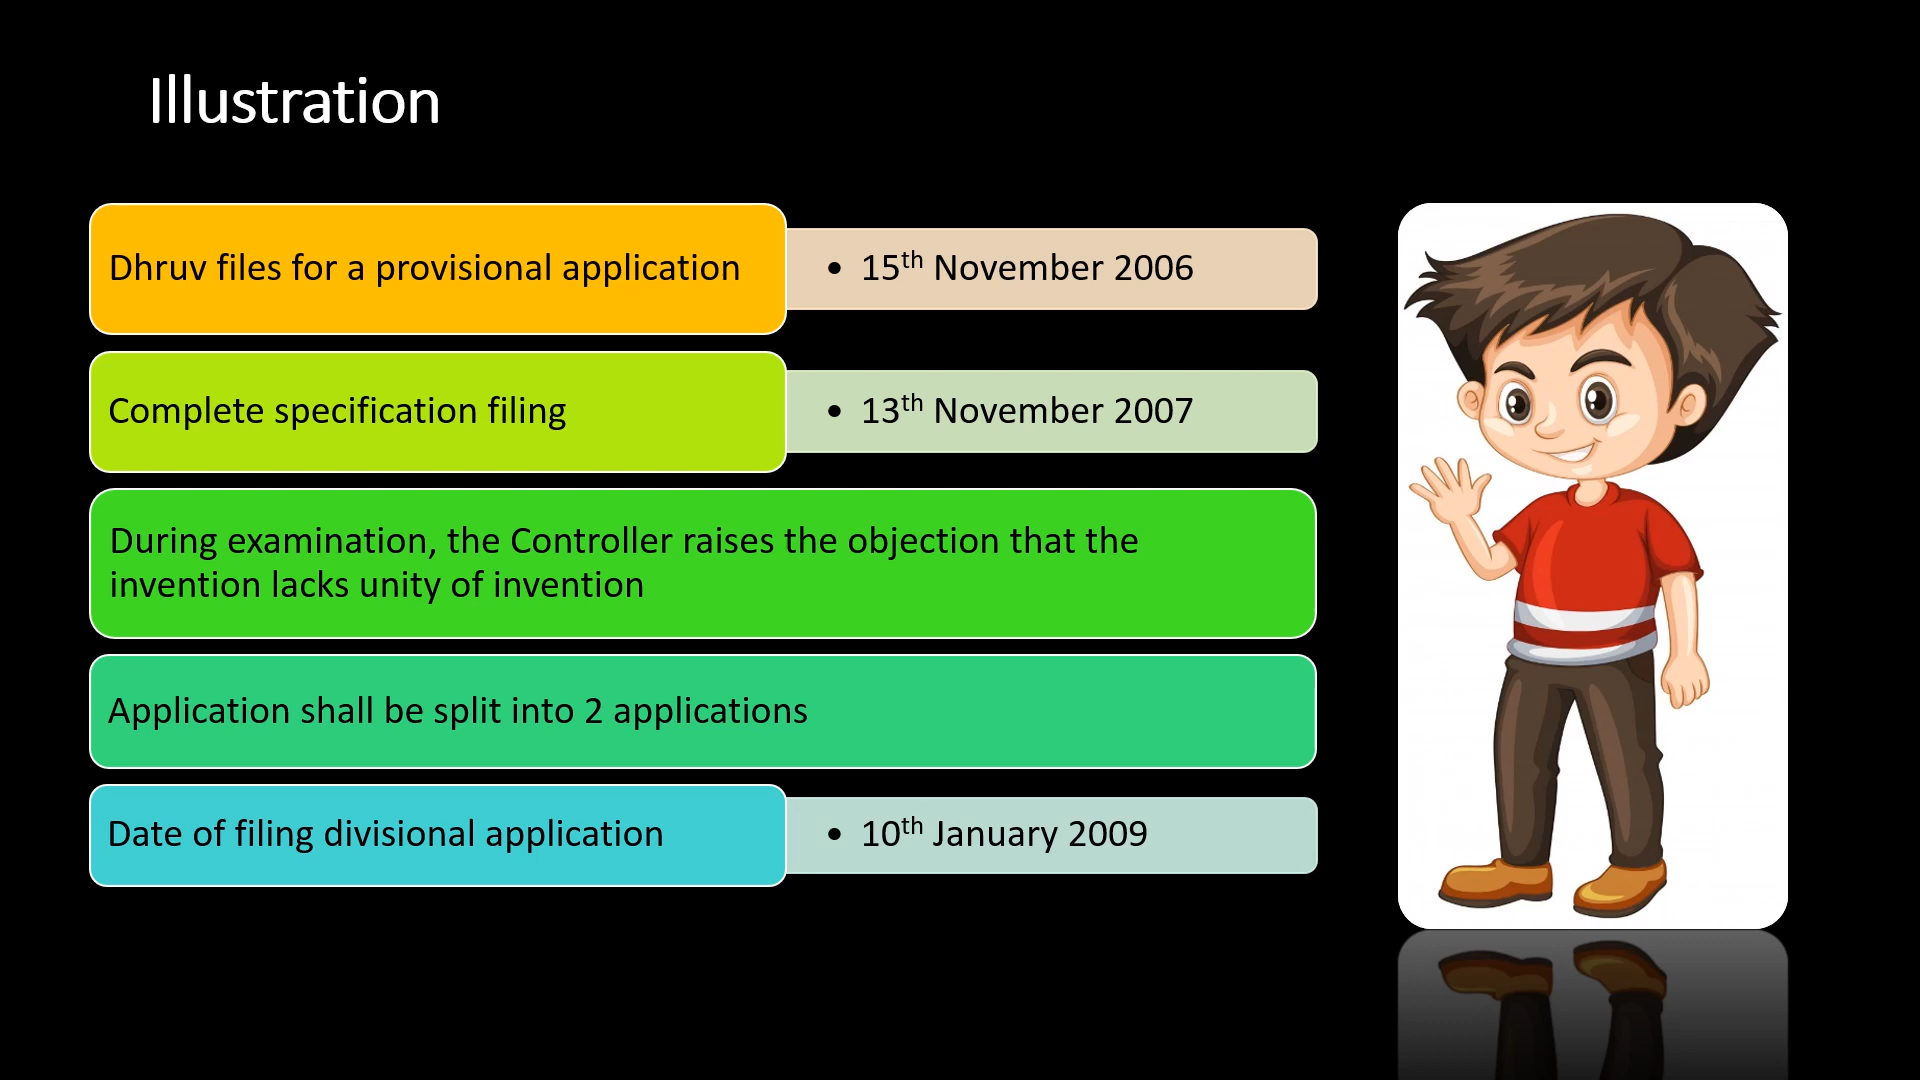 Illustration
Dhruv files for a provisional application
• 15th November 2006
Complete specification filing
• 13th November 2007
During examination, the Controller raises the objection that the
invention lacks unity of invention
Application shall be split into 2 applications
Date of filing divisional application
• 10th January 2009